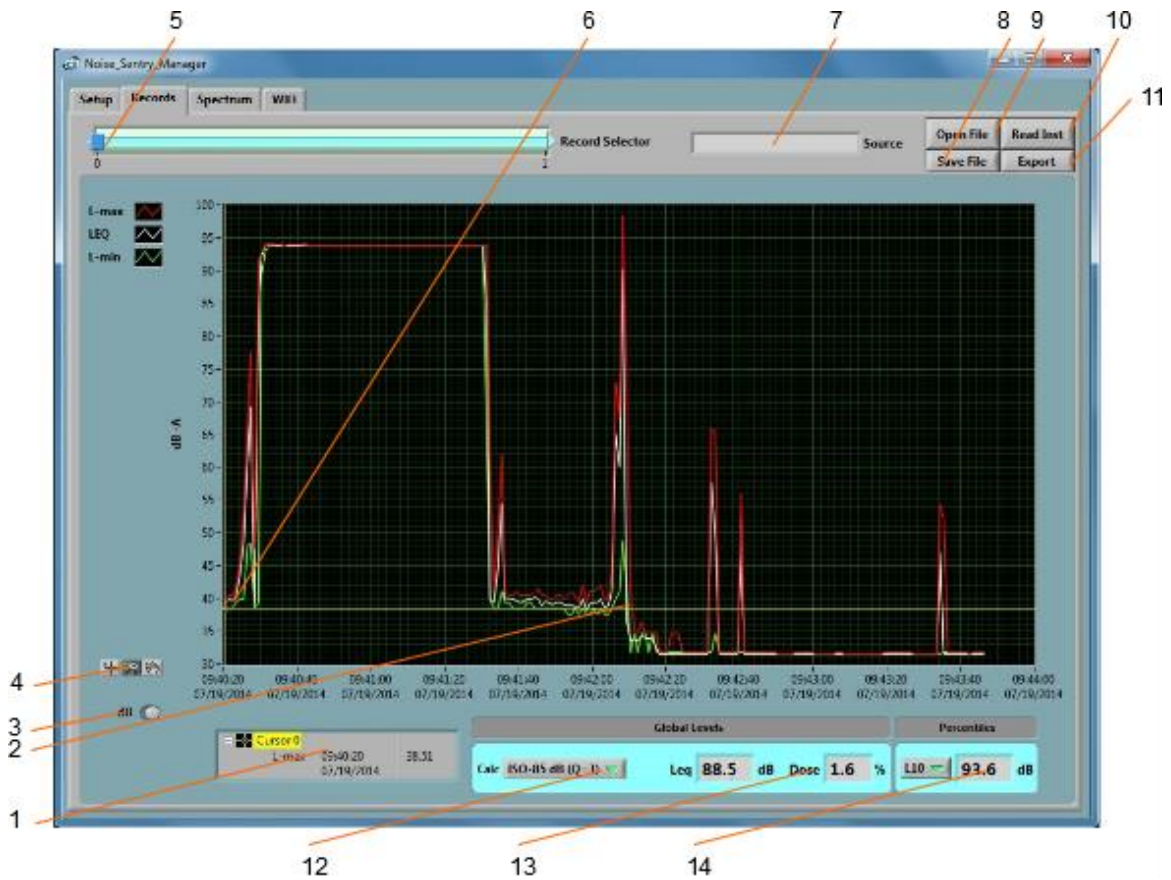 5 6 7 8 9 10
Noise_Sentry_Manager
Setup Records Spectrum WIFI
11
Open File Read Inst
Record Selector Source
Save File Export
0 1
L-max
LEQ
L-min
100
95
90
85
80
75
70
65
60
55
50
45
40
35
30
dB -A
09:40:20 09:40:40 09:41:00 09:41:20 09:41:40 09:42:00 09:42:20 09:42:40 09:43:00 09:43:20 09:43:40 09:44:00
07/19/2014 07/19/2014 07/19/2014 07/19/2014 07/19/2014 07/19/2014 07/19/2014 07/19/2014 07/19/2014 07/19/2014 07/19/2014 07/19/2014
4
3
dB
2
Cursor 0
L-max 09:40:20 38.51
07/19/2014
Global Levels Percentiles
Calc ISO-85 dB (Q=3) Leq 88.5 dB Dose 1.6 % L10 93.6 dB
1
12 13 14